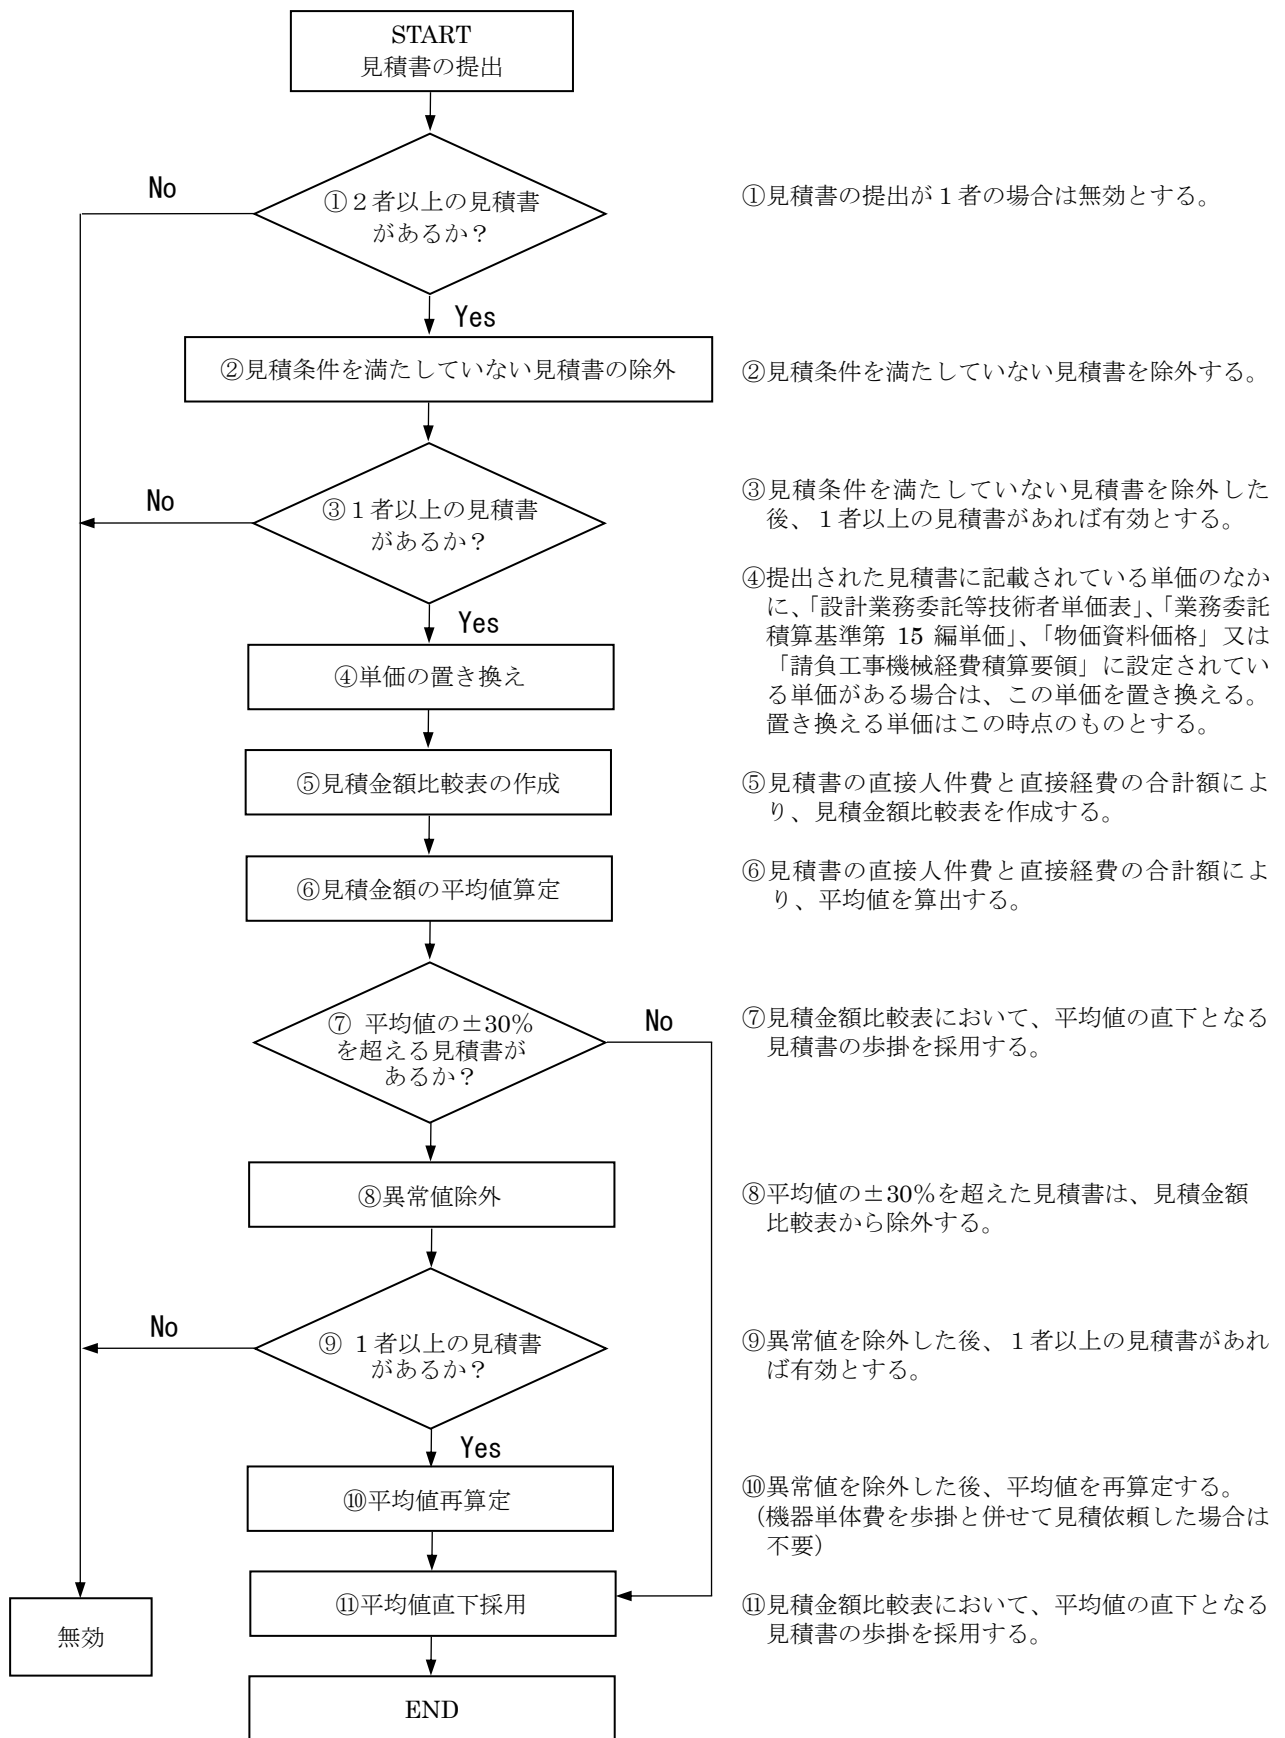 START
見積書の提出
No
①２者以上の見積書
があるか？
①見積書の提出が１者の場合は無効とする。
Yes
②見積条件を満たしていない見積書の除外
②見積条件を満たしていない見積書を除外する。
No
③１者以上の見積書
があるか？
③見積条件を満たしていない見積書を除外した
後、１者以上の見積書があれば有効とする。
Yes
④単価の置き換え
④提出された見積書に記載されている単価のなか
に、「設計業務委託等技術者単価表」、「業務委託
積算基準第 15 編単価」、「物価資料価格」又は
「請負工事機械経費積算要領」に設定されてい
る単価がある場合は、この単価を置き換える。
置き換える単価はこの時点のものとする。
⑤見積金額比較表の作成
⑤見積書の直接人件費と直接経費の合計額によ
り、見積金額比較表を作成する。
⑥見積金額の平均値算定
⑥見積書の直接人件費と直接経費の合計額によ
り、平均値を算出する。
⑦ 平均値の±30％
を超える見積書が
あるか？
No
⑦見積金額比較表において、平均値の直下となる
見積書の歩掛を採用する。
⑧異常値除外
⑧平均値の±30％を超えた見積書は、見積金額
比較表から除外する。
No
⑨ １者以上の見積書
があるか？
⑨異常値を除外した後、１者以上の見積書があれ
ば有効とする。
Yes
⑩平均値再算定
⑩異常値を除外した後、平均値を再算定する。
（機器単体費を歩掛と併せて見積依頼した場合は
不要）
⑪平均値直下採用
⑪見積金額比較表において、平均値の直下となる
見積書の歩掛を採用する。
無効
END